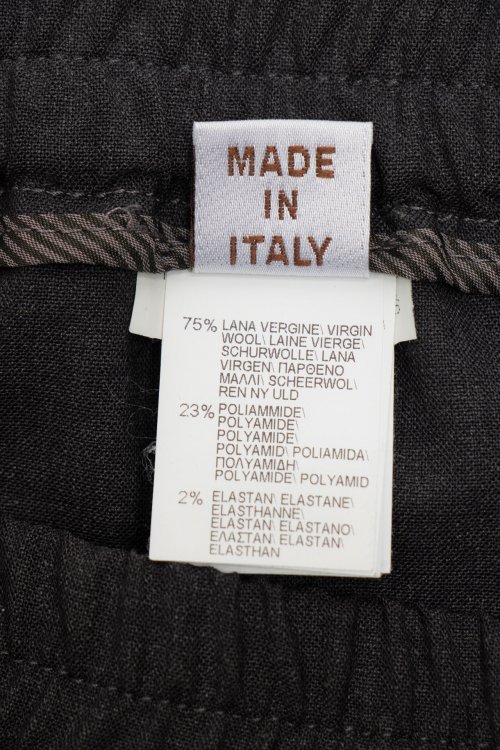 MADE
IN
ITALY
75% LANA VERGINE\ VIRGIN
WOOL\ LAINE VIERGE\
SCHURWOLLE\ LANA
VIRGEN\ ΠΑΡΘΕΝΟ
ΜΑΛΛΙ\ SCHEERWOL\
REN NY ULD
23% POLIAMMIDE\
POLYAMIDE\
POLYAMIDE\
POLYAMID\ POLIAMIDA\
ΠΟΛΥΑΜΙΔΗ\
POLYAMIDE\ POLYAMID
2% ELASTAN\ ELASTANE\
ELASTHANNE\
ELASTAN\ ELASTANO\
ΕΛΑΣΤΑΝ\ ELASTAN\
ELASTHAN